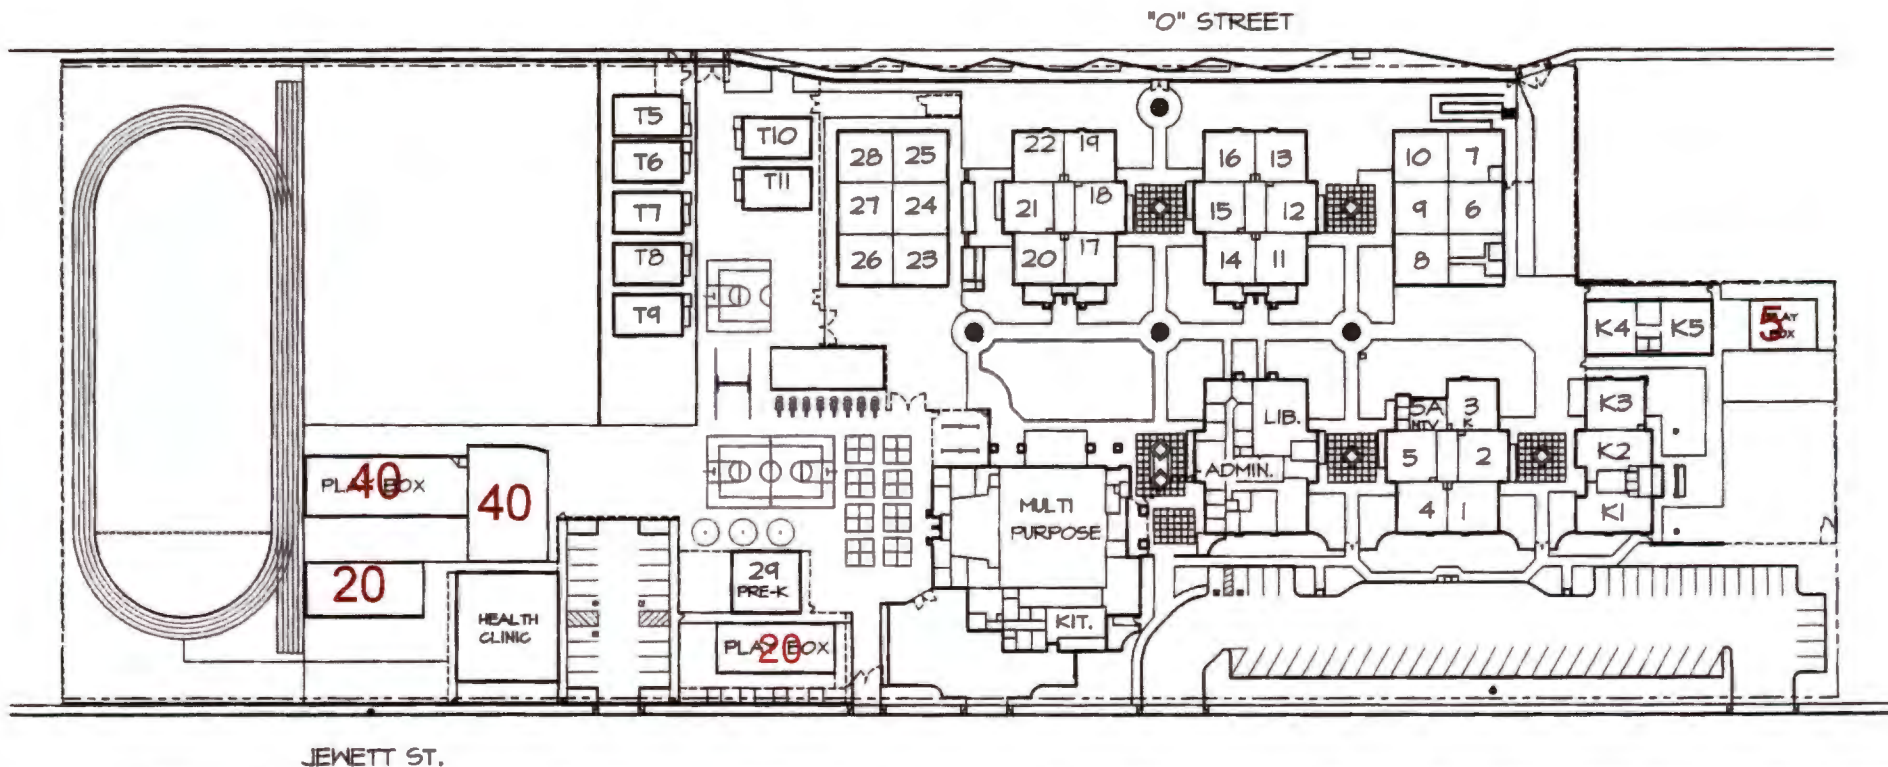 "O" STREET
T5
T6
T7
T8
T9
T10
T11
28 25
27 24
26 23
22 19
21 18
20 17
16 13
15 12
14 11
10 7
9 6
8
K4 K5
PLAY
BOX
5
K3
K2
K1
LIB.
ADMIN.
5A
INTV
3
K
5 2
4 1
MULTI
PURPOSE
KIT.
PLAY BOX
40
40
20
HEALTH
CLINIC
29
PRE-K
PLAY BOX
20
JEWETT ST.